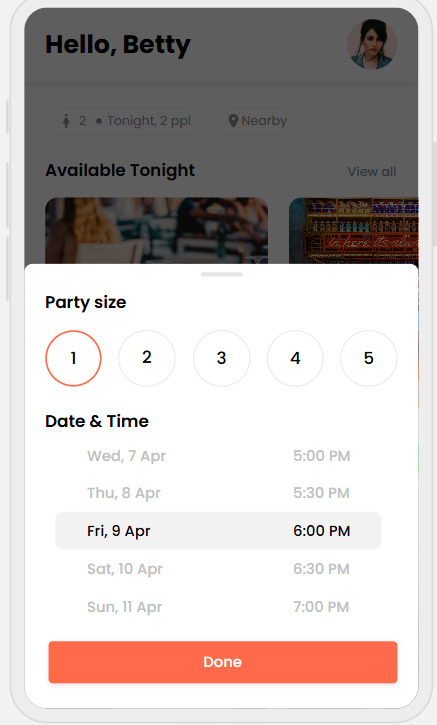 Hello, Betty
2 • Tonight, 2 ppl Nearby
Available Tonight View all
Party size
1 2 3 4 5
Date & Time
Wed, 7 Apr 5:00 PM
Thu, 8 Apr 5:30 PM
Fri, 9 Apr 6:00 PM
Sat, 10 Apr 6:30 PM
Sun, 11 Apr 7:00 PM
Done